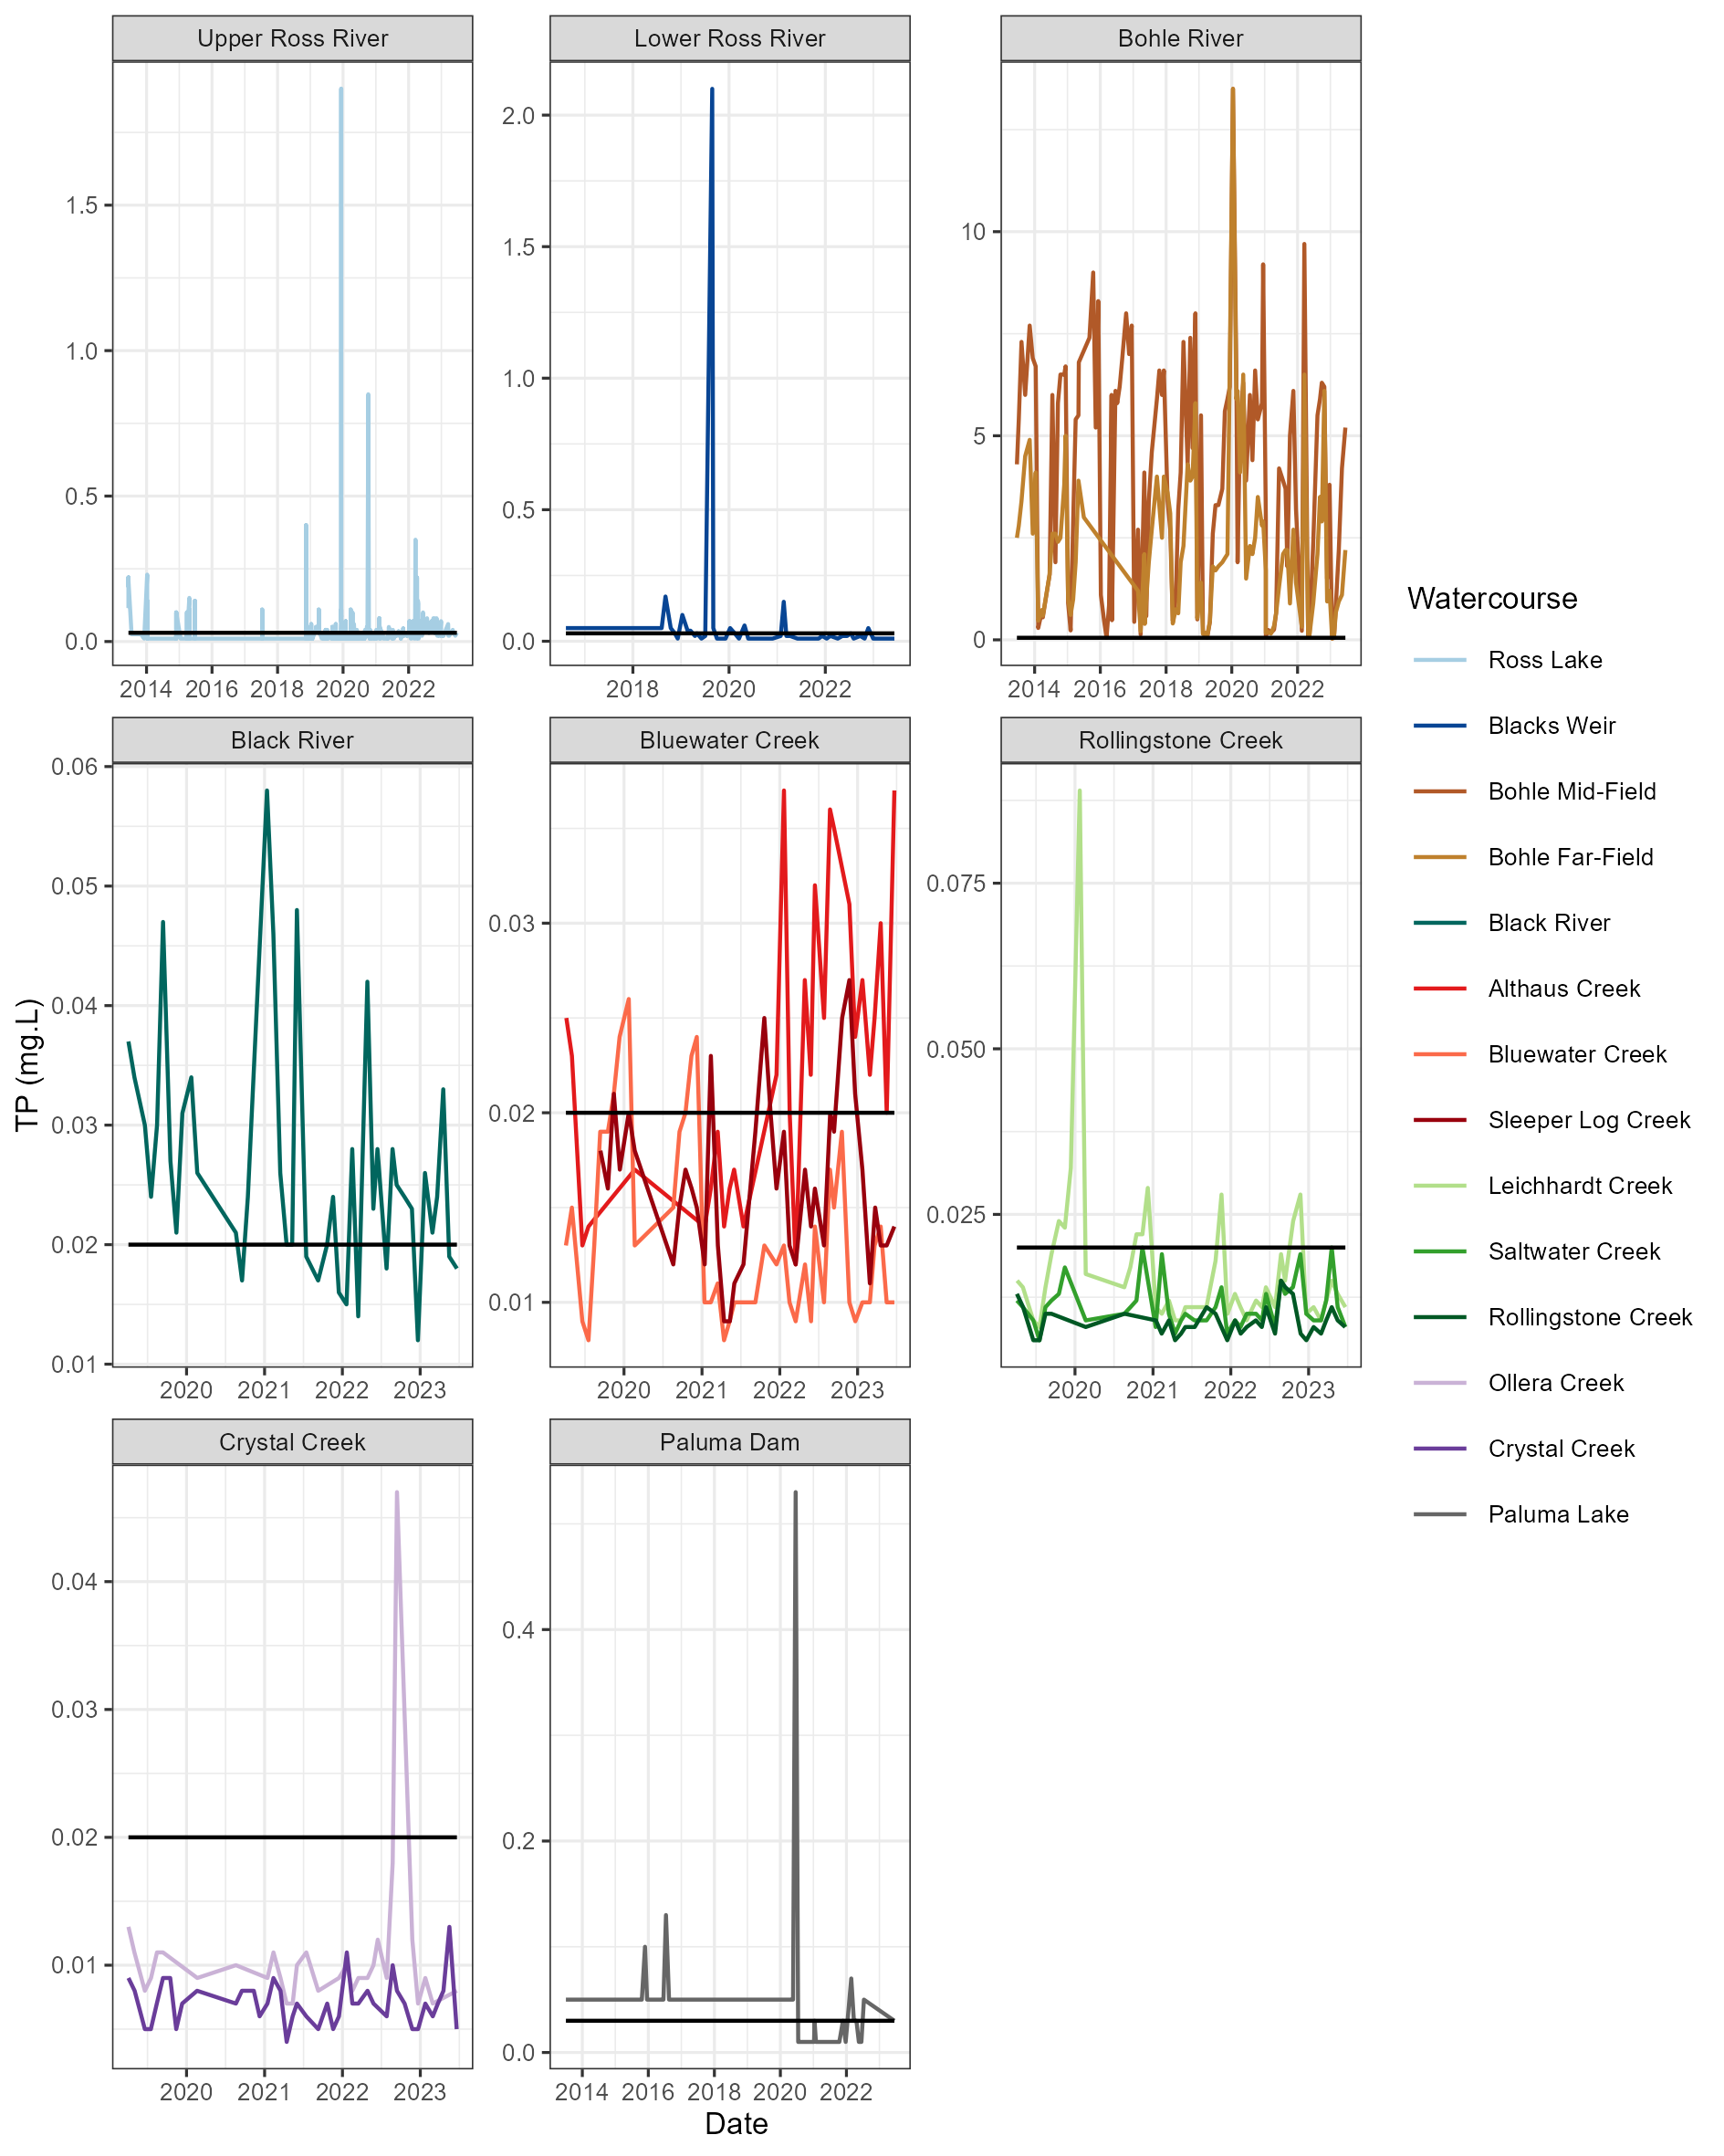 Upper Ross River
Lower Ross River
Bohle River
0.0
0.5
1.0
1.5
2014 2016 2018 2020 2022
0.0
0.5
1.0
1.5
2.0
2018 2020 2022
0
5
10
2014 2016 2018 2020 2022
Black River
Bluewater Creek
Rollingstone Creek
0.01
0.02
0.03
0.04
0.05
0.06
2020 2021 2022 2023
0.01
0.02
0.03
2020 2021 2022 2023
0.025
0.050
0.075
2020 2021 2022 2023
Crystal Creek
Paluma Dam
0.01
0.02
0.03
0.04
2020 2021 2022 2023
0.0
0.2
0.4
2014 2016 2018 2020 2022
TP (mg.L)
Date
Watercourse
Ross Lake
Blacks Weir
Bohle Mid-Field
Bohle Far-Field
Black River
Althaus Creek
Bluewater Creek
Sleeper Log Creek
Leichhardt Creek
Saltwater Creek
Rollingstone Creek
Ollera Creek
Crystal Creek
Paluma Lake